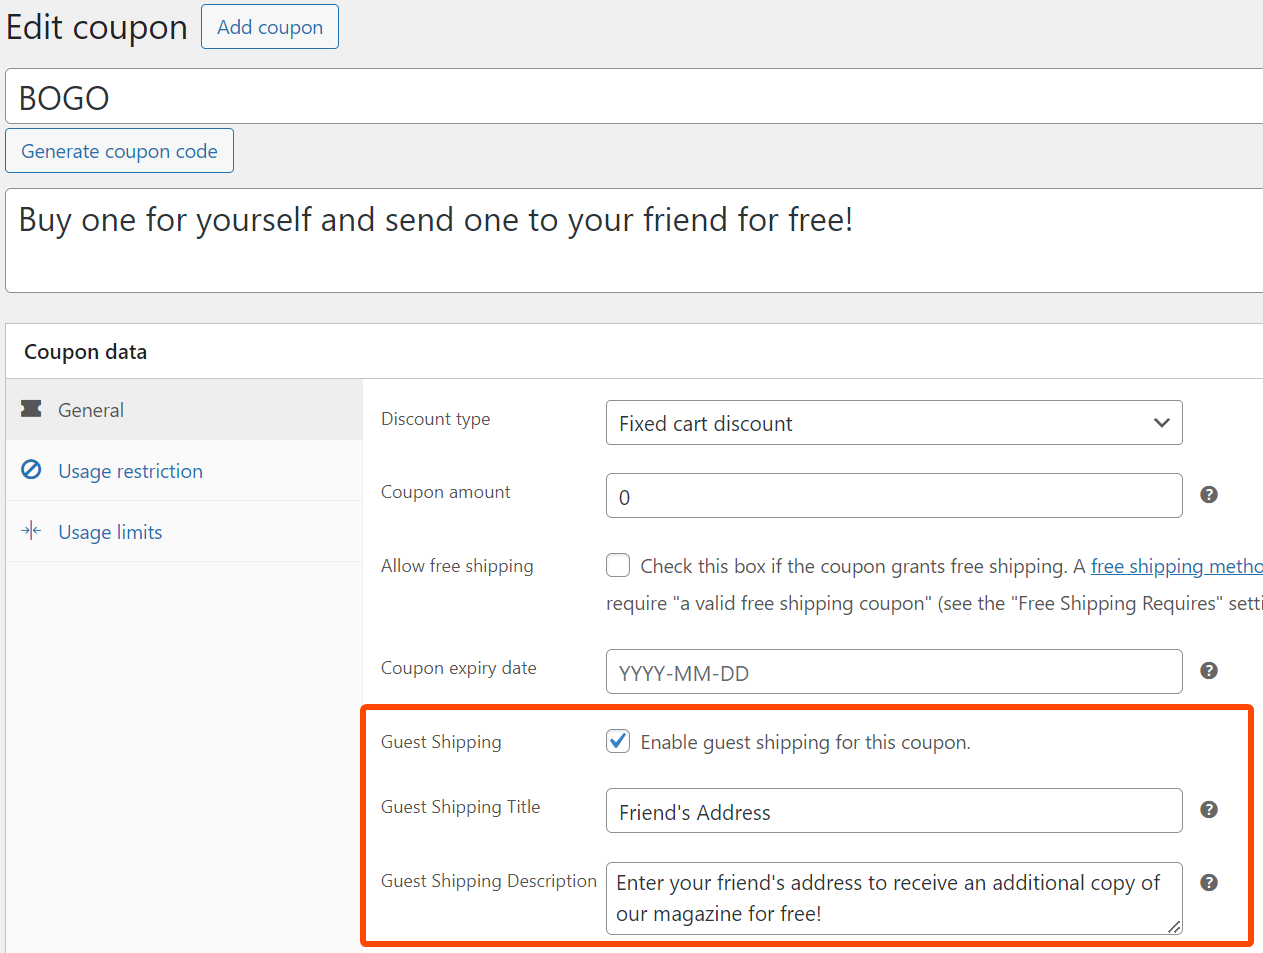 Edit coupon
Add coupon
BOGO
Generate coupon code
Buy one for yourself and send one to your friend for free!
Coupon data
General
Usage restriction
Usage limits
Discount type
Fixed cart discount
Coupon amount
0
Allow free shipping
Check this box if the coupon grants free shipping. A free shipping metho
require "a valid free shipping coupon" (see the "Free Shipping Requires" setti
Coupon expiry date
YYYY-MM-DD
Guest Shipping
Enable guest shipping for this coupon.
Guest Shipping Title
Friend's Address
Guest Shipping Description
Enter your friend's address to receive an additional copy of
our magazine for free!